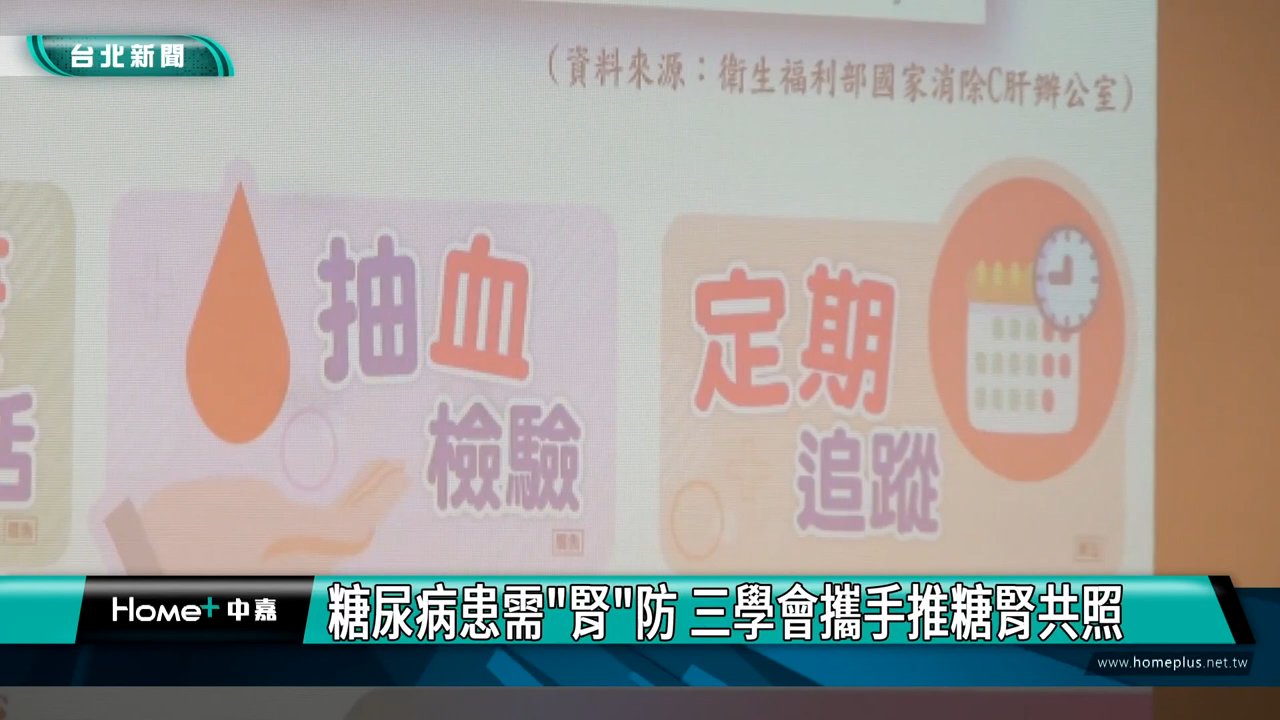 台北新聞
(資料來源：衛生福利部國家消除C肝辦公室)
抽血
檢驗
定期
追蹤
Home+中嘉
糖尿病患需"腎"防 三學會攜手推糖腎共照
www.homeplus.net.tw